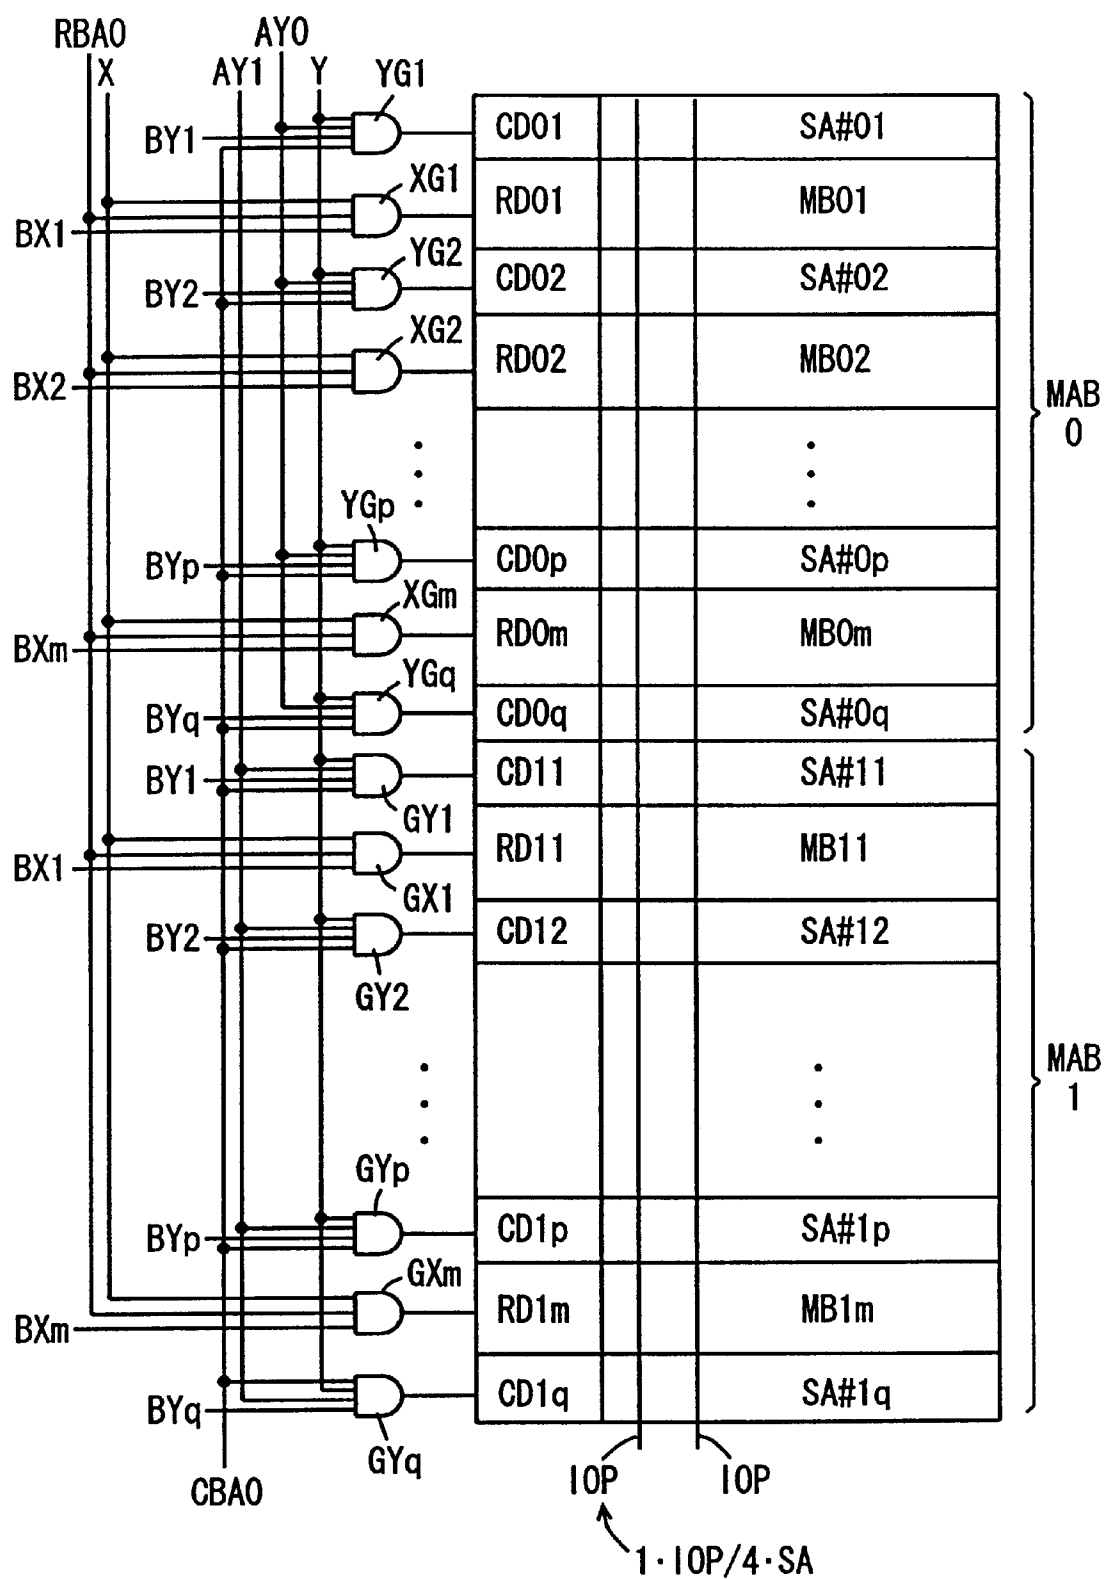 RBA0
AY0
X
AY1
Y
YG1
BY1
CD01
SA#01
XG1
RD01
MB01
BX1
YG2
BY2
CD02
SA#02
XG2
RD02
MB02
BX2
MAB
0
YGp
BYp
CD0p
SA#0p
XGm
BXm
RD0m
MB0m
YGq
BYq
CD0q
SA#0q
BY1
CD11
SA#11
GY1
BX1
RD11
MB11
GX1
BY2
CD12
SA#12
GY2
MAB
1
GYp
BYp
CD1p
SA#1p
GXm
BXm
RD1m
MB1m
BYq
CD1q
SA#1q
GYq
CBA0
IOP
IOP
1·IOP/4·SA